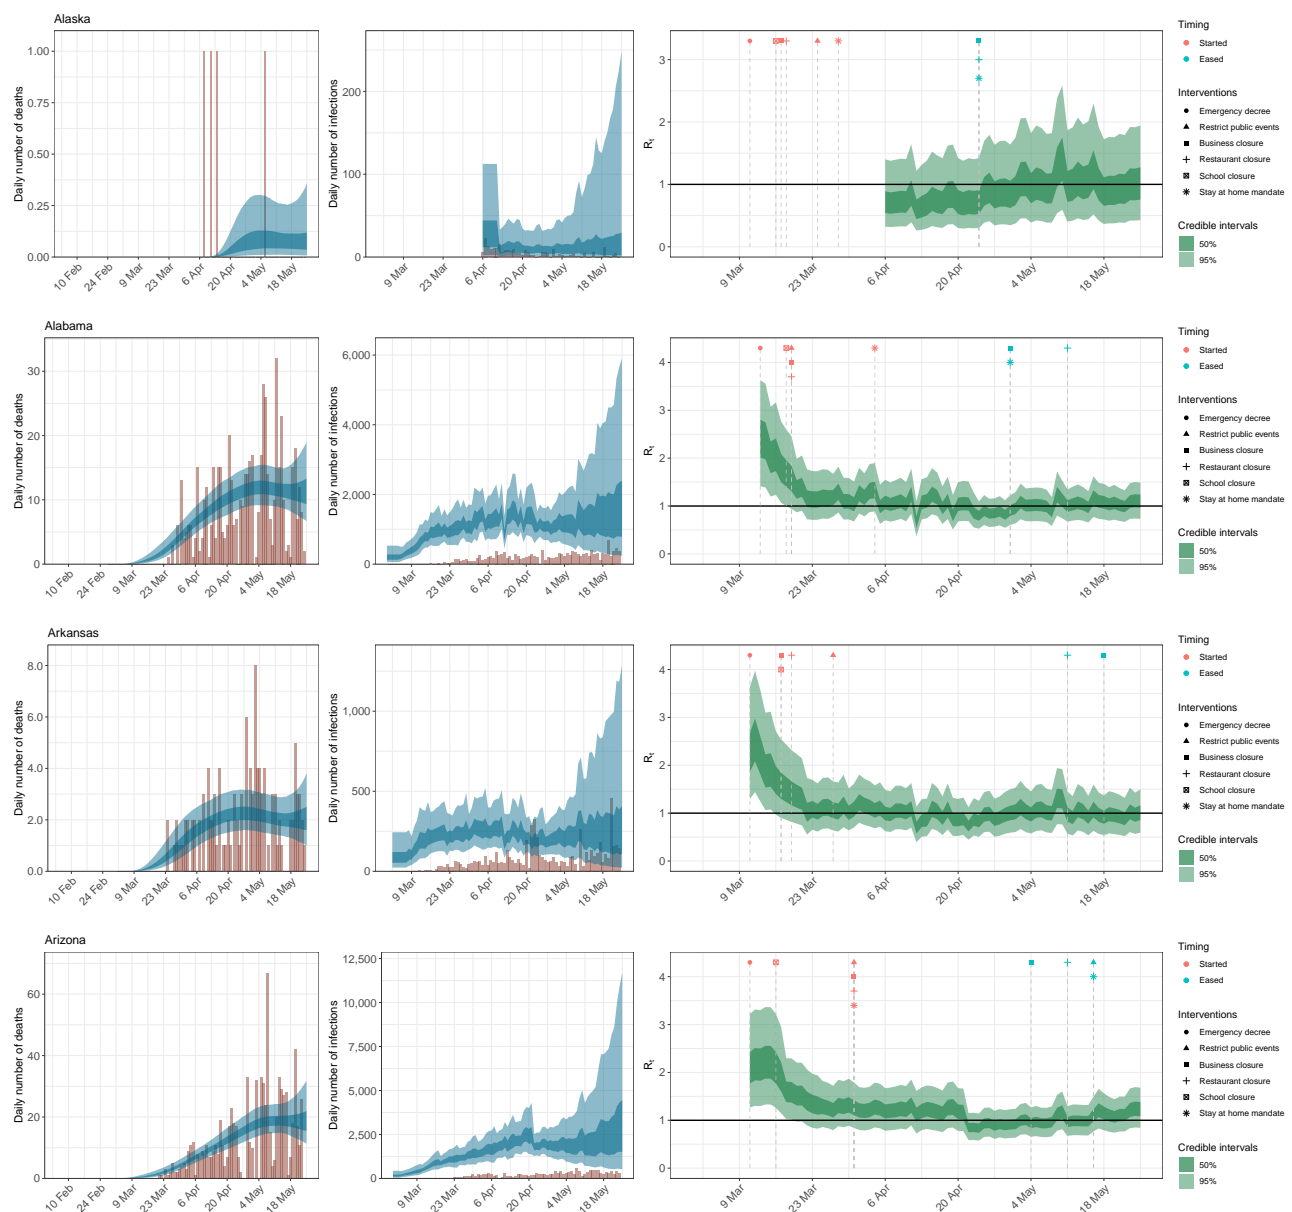 Alaska
Daily number of deaths
1.00
0.75
0.50
0.25
0.00
10 Feb
24 Feb
9 Mar
23 Mar
6 Apr
20 Apr
4 May
18 May
Daily number of infections
200
100
0
9 Mar
23 Mar
6 Apr
20 Apr
4 May
18 May
Rt
3
2
1
0
9 Mar
23 Mar
6 Apr
20 Apr
4 May
18 May
Timing
Started
Eased
Interventions
Emergency decree
Restrict public events
Business closure
Restaurant closure
School closure
Stay at home mandate
Credible intervals
50%
95%
Alabama
Daily number of deaths
30
20
10
0
10 Feb
24 Feb
9 Mar
23 Mar
6 Apr
20 Apr
4 May
18 May
Daily number of infections
6,000
4,000
2,000
0
9 Mar
23 Mar
6 Apr
20 Apr
4 May
18 May
Rt
4
3
2
1
0
9 Mar
23 Mar
6 Apr
20 Apr
4 May
18 May
Timing
Started
Eased
Interventions
Emergency decree
Restrict public events
Business closure
Restaurant closure
School closure
Stay at home mandate
Credible intervals
50%
95%
Arkansas
Daily number of deaths
8.0
6.0
4.0
2.0
0.0
10 Feb
24 Feb
9 Mar
23 Mar
6 Apr
20 Apr
4 May
18 May
Daily number of infections
1,000
500
0
9 Mar
23 Mar
6 Apr
20 Apr
4 May
18 May
Rt
4
3
2
1
0
9 Mar
23 Mar
6 Apr
20 Apr
4 May
18 May
Timing
Started
Eased
Interventions
Emergency decree
Restrict public events
Business closure
Restaurant closure
School closure
Stay at home mandate
Credible intervals
50%
95%
Arizona
Daily number of deaths
60
40
20
0
10 Feb
24 Feb
9 Mar
23 Mar
6 Apr
20 Apr
4 May
18 May
Daily number of infections
12,500
10,000
7,500
5,000
2,500
0
9 Mar
23 Mar
6 Apr
20 Apr
4 May
18 May
Rt
4
3
2
1
0
9 Mar
23 Mar
6 Apr
20 Apr
4 May
18 May
Timing
Started
Eased
Interventions
Emergency decree
Restrict public events
Business closure
Restaurant closure
School closure
Stay at home mandate
Credible intervals
50%
95%